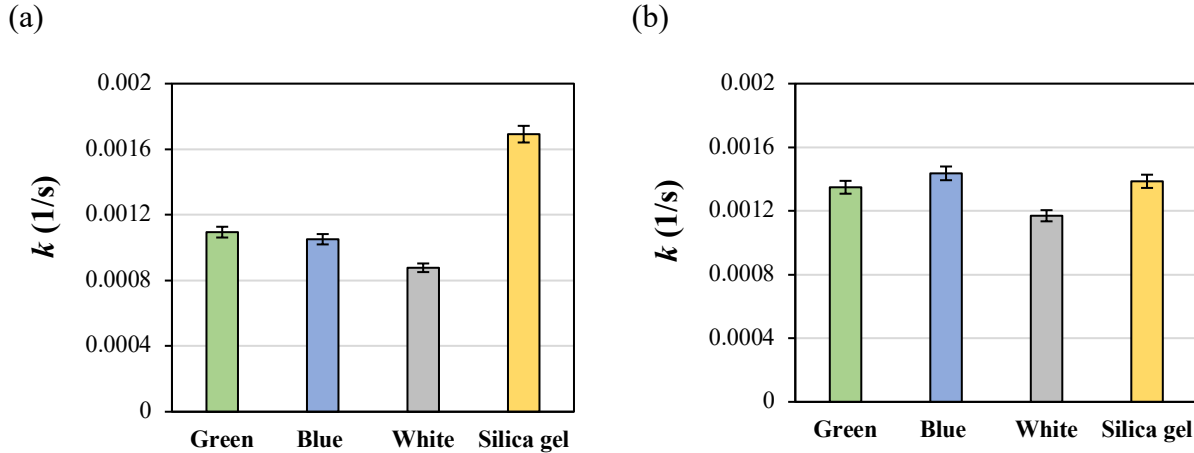 (a)
(b)
0.002
0.0016
0.0012
0.0008
0.0004
0
k (1/s)
Green Blue White Silica gel
0.002
0.0016
0.0012
0.0008
0.0004
0
k (1/s)
Green Blue White Silica gel